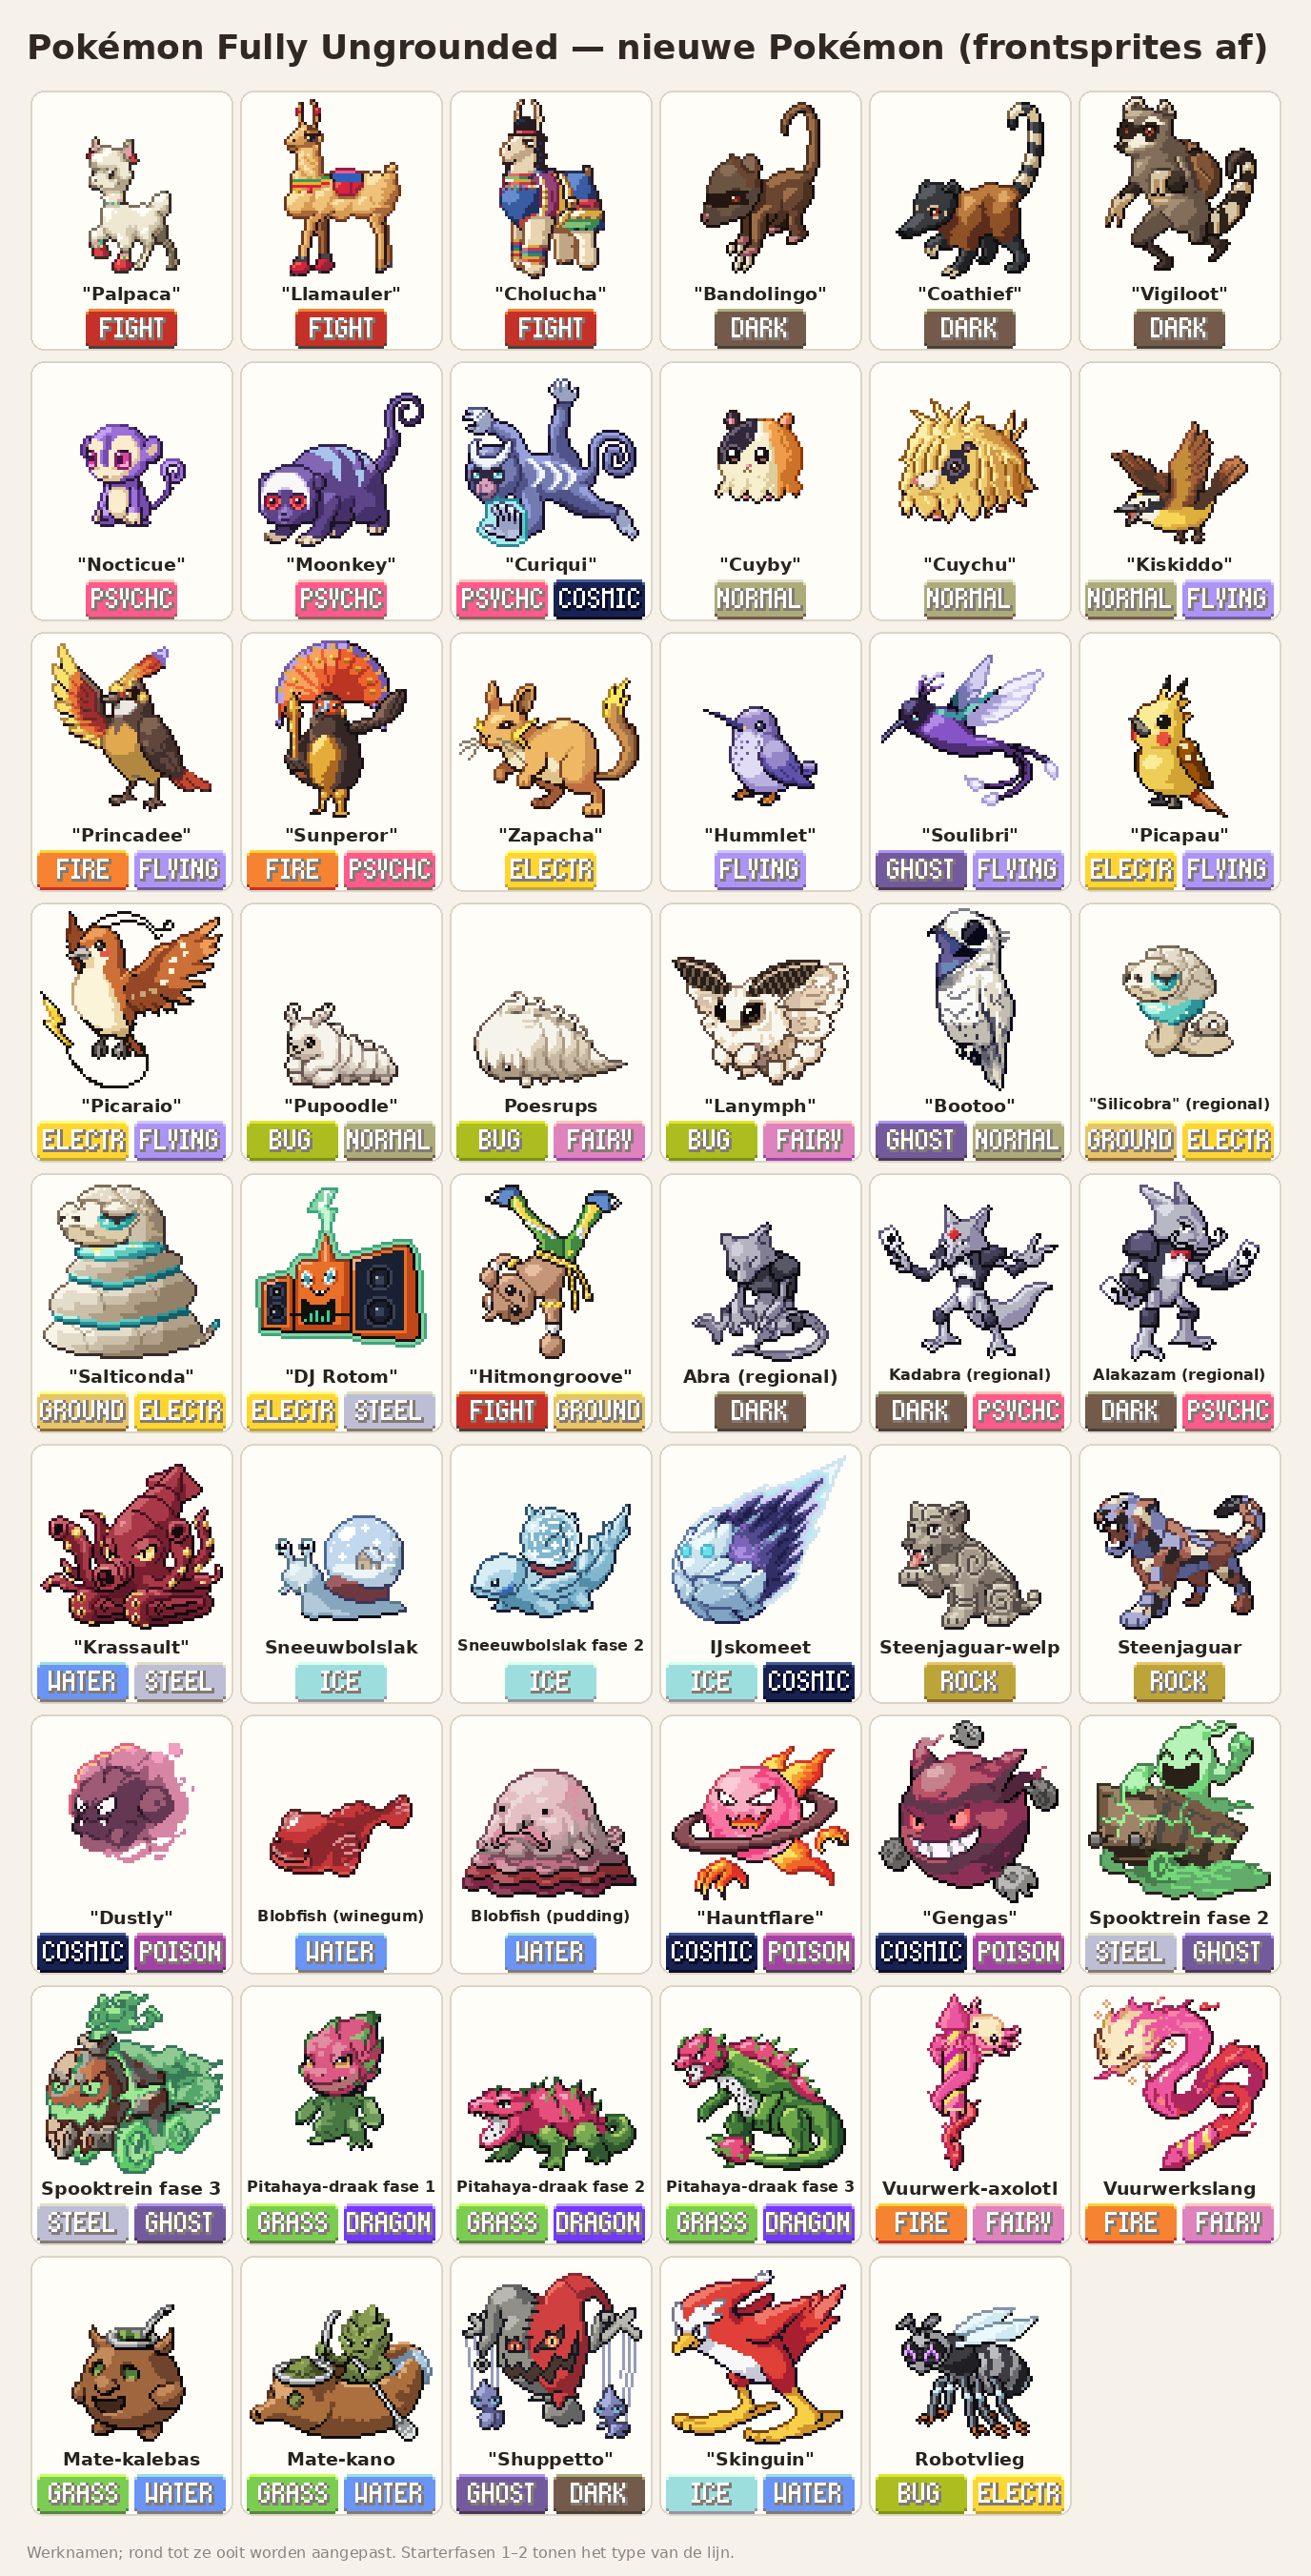 Pokémon Fully Ungrounded — nieuwe Pokémon (frontsprites af)
"Palpaca" "Llamauler" "Cholucha" "Bandolingo" "Coathief" "Vigiloot"
FIGHT FIGHT FIGHT DARK DARK DARK
"Nocticue" "Moonkey" "Curiqui" "Cuyby" "Cuychu" "Kiskiddo"
PSYCHC PSYCHC PSYCHC COSMIC NORMAL NORMAL NORMAL FLYING
"Princadee" "Sunperor" "Zapacha" "Hummlet" "Soulibri" "Picapau"
FIRE FLYING FIRE PSYCHC ELECTR FLYING GHOST FLYING ELECTR FLYING
"Picaraio" "Pupoodle" Poesrups "Lanymph" "Bootoo" "Silicobra" (regional)
ELECTR FLYING BUG NORMAL BUG FAIRY BUG FAIRY GHOST NORMAL GROUND ELECTR
"Salticonda" "DJ Rotom" "Hitmongroove" Abra (regional) Kadabra (regional) Alakazam (regional)
GROUND ELECTR ELECTR STEEL FIGHT GROUND DARK DARK PSYCHC DARK PSYCHC
"Krassault" Sneeuwbolslak Sneeuwbolslak fase 2 IJskomeet Steenjaguar-welp Steenjaguar
WATER STEEL ICE ICE ICE COSMIC ROCK ROCK
"Dustly" Blobfish (winegum) Blobfish (pudding) "Hauntflare" "Gengas" Spooktrein fase 2
COSMIC POISON WATER WATER COSMIC POISON COSMIC POISON STEEL GHOST
Spooktrein fase 3 Pitahaya-draak fase 1 Pitahaya-draak fase 2 Pitahaya-draak fase 3 Vuurwerk-axolotl Vuurwerkslang
STEEL GHOST GRASS DRAGON GRASS DRAGON GRASS DRAGON FIRE FAIRY FIRE FAIRY
Mate-kalebas Mate-kano "Shuppetto" "Skinguin" Robotvlieg
GRASS WATER GRASS WATER GHOST DARK ICE WATER BUG ELECTR
Werknamen; rond tot ze ooit worden aangepast. Starterfasen 1–2 tonen het type van de lijn.